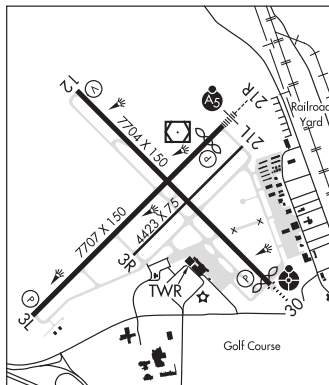 12
V
7704 X 150
A5
21R
Railroad
Yard
P
21L
7707 X 150
4423 X 75
3R
TWR
P
P
3L
30
Golf Course